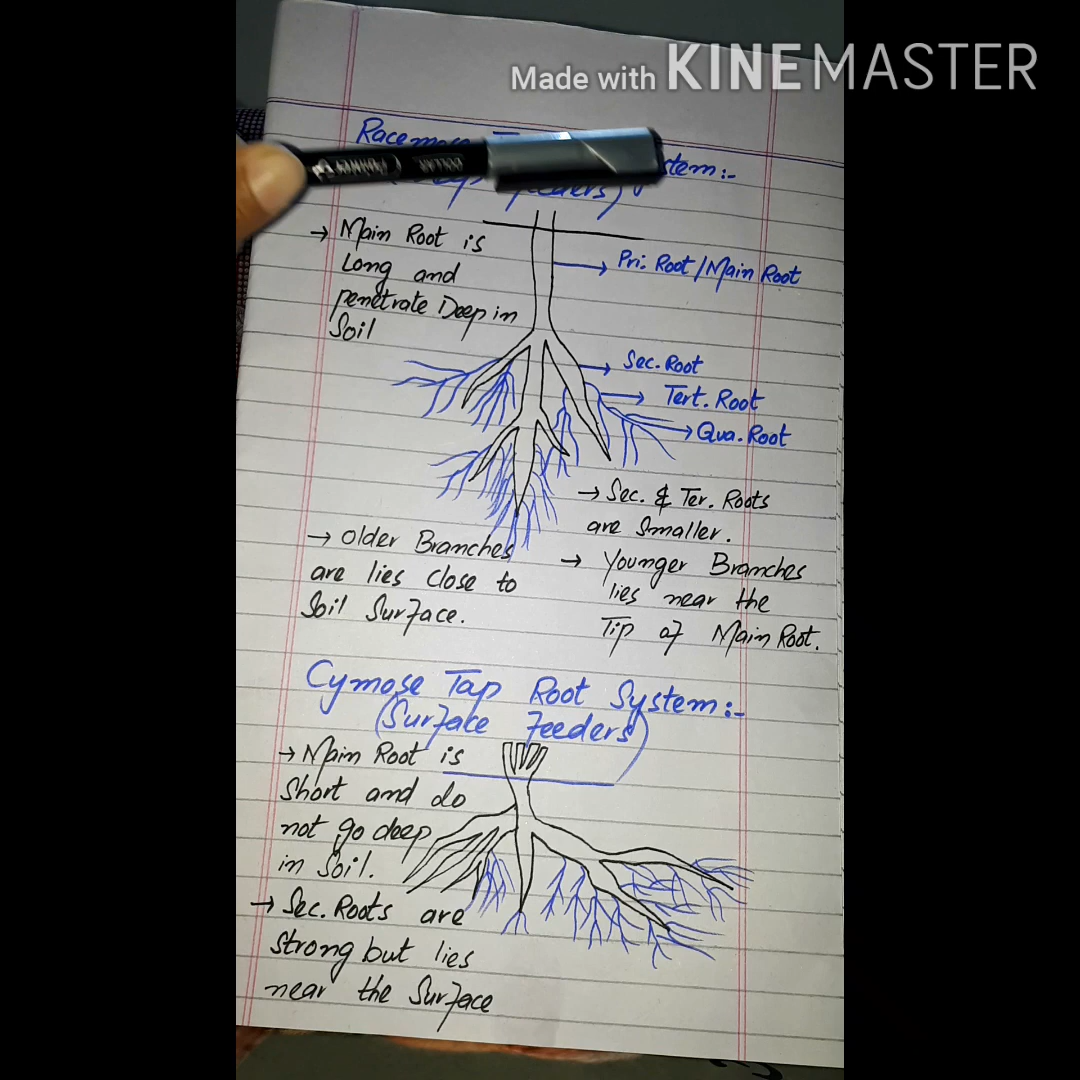 Made with KINEMASTER
Racemose
stem:-
Feeders)
DOLLAR
→ Main Root is
Long and
penetrate Deep in
Soil
→ Pri. Root/Main Root
→ Sec. Root
→ Tert. Root
→ Qua. Root
→ Sec. & Ter. Roots
are Smaller.
→ Older Branches
are lies Close to
Soil Surface.
→ Younger Branches
lies near the
Tip of Main Root.
Cymose Tap Root System:-
(Surface Feeders)
→ Main Root is
Short and do
not go deep
in Soil.
→ Sec. Roots are
strong but lies
near the Surface